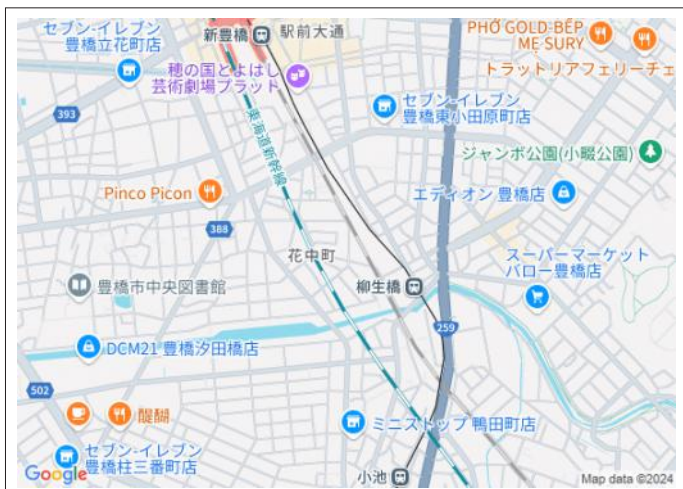 セブン-イレブン
豊橋立花町店
新豊橋
駅前大通
PHỞ GOLD-BẾP
MẸ SURY
トラットリアフェリーチェ
穂の国とよはし
芸術劇場プラット
セブン-イレブン
豊橋東小田原町店
393
東海道新幹線
ジャンボ公園(小畷公園)
Pinco Picon
エディオン 豊橋店
388
花中町
スーパーマーケット
バロー豊橋店
豊橋市中央図書館
柳生橋
259
DCM21 豊橋汐田橋店
502
醍醐
ミニストップ 鴨田町店
セブン-イレブン
豊橋柱三番町店
小池
Google
Map data ©2024